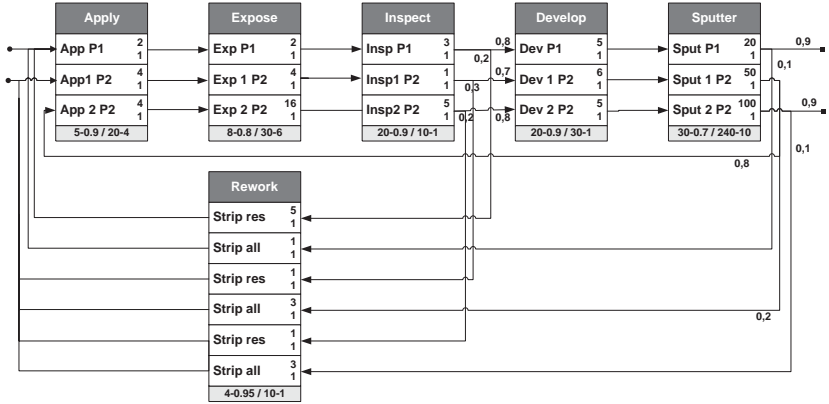 Apply Expose Inspect Develop Sputter
App P1 2 1 Exp P1 2 1 Insp P1 3 1 0,8 0,2 Dev P1 5 1 Sput P1 20 1 0,9 0,1
App1 P2 4 1 Exp 1 P2 4 1 Insp1 P2 1 1 0,7 0,3 Dev 1 P2 6 1 Sput 1 P2 50 1
App 2 P2 4 1 Exp 2 P2 16 1 Insp2 P2 5 1 0,2 0,8 Dev 2 P2 5 1 Sput 2 P2 100 1 0,9
5-0.9 / 20-4 8-0.8 / 30-6 20-0.9 / 10-1 20-0.9 / 30-1 30-0.7 / 240-10 0,1
0,8
Rework
Strip res 5 1
Strip all 1 1
Strip res 1 1
Strip all 3 1
0,2
Strip res 1 1
Strip all 3 1
4-0.95 / 10-1